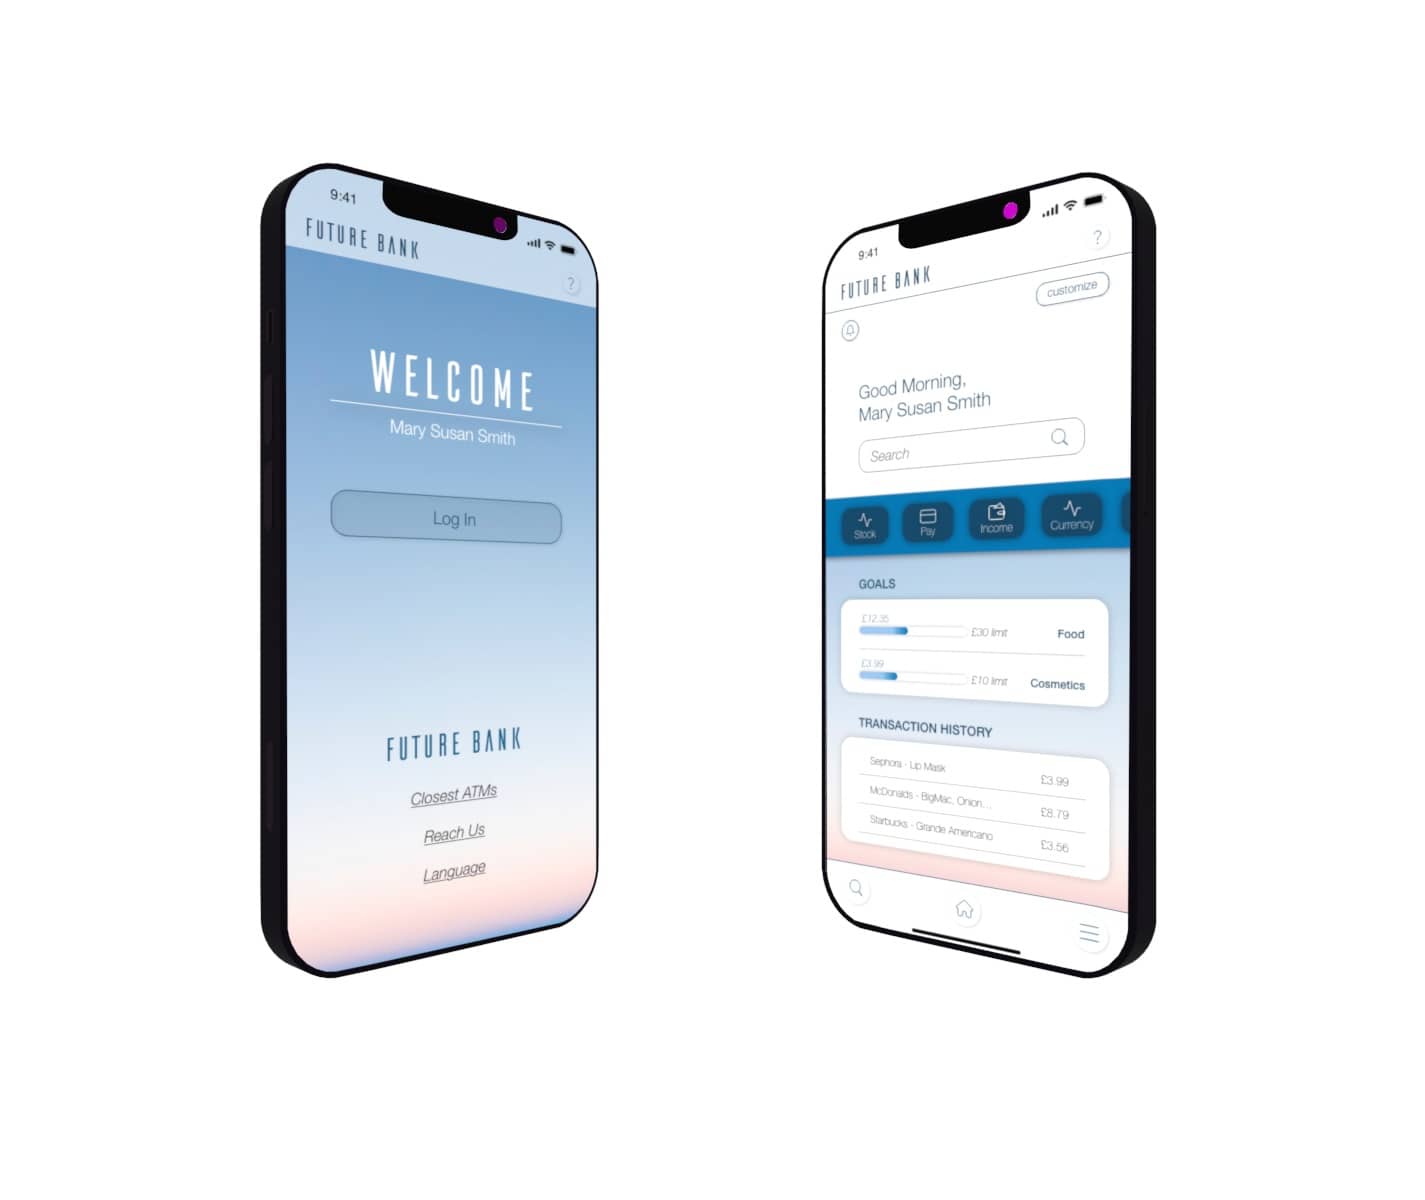 9:41
FUTURE BANK
?
WELCOME
Mary Susan Smith
Log In
FUTURE BANK
Closest ATMs
Reach Us
Language
9:41
?
FUTURE BANK
customize
Good Morning,
Mary Susan Smith
Search
Stock
Pay
Income
Currency
GOALS
£12.35
£30 limit
Food
£3.99
£10 limit
Cosmetics
TRANSACTION HISTORY
Sephora - Lip Mask £3.99
McDonalds - BigMac, Onion... £8.79
Starbucks - Grande Americano £3.56